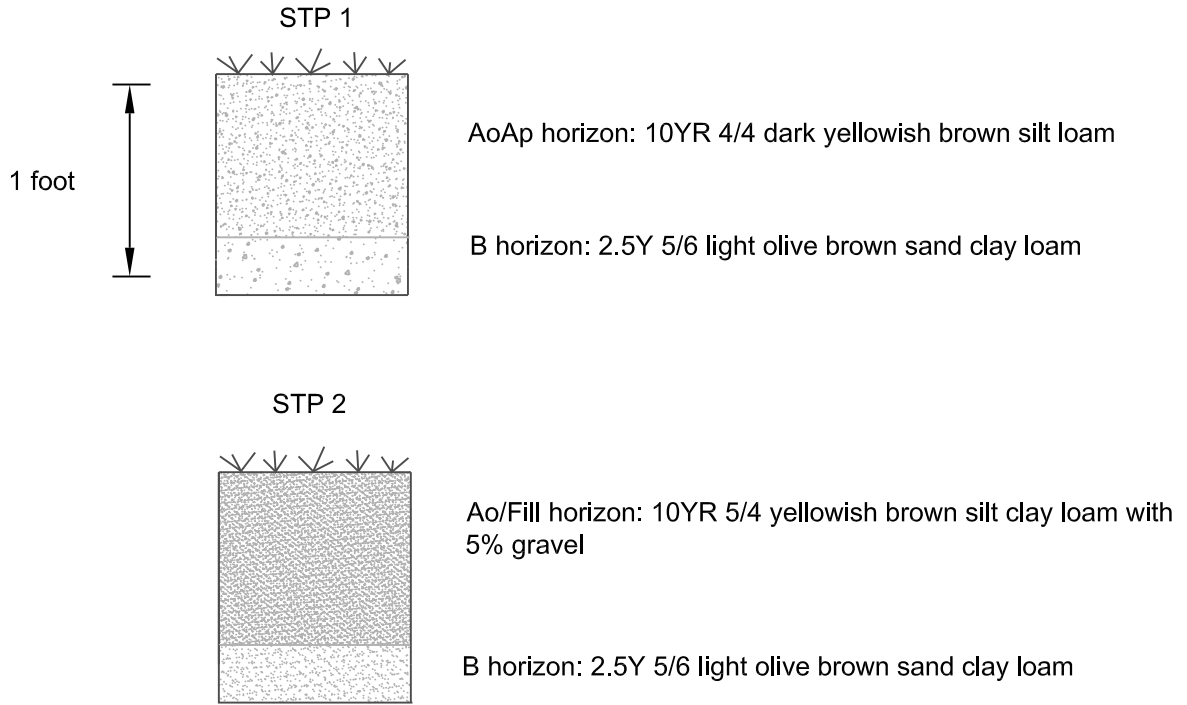 STP 1
1 foot
AoAp horizon: 10YR 4/4 dark yellowish brown silt loam
B horizon: 2.5Y 5/6 light olive brown sand clay loam
STP 2
Ao/Fill horizon: 10YR 5/4 yellowish brown silt clay loam with
5% gravel
B horizon: 2.5Y 5/6 light olive brown sand clay loam